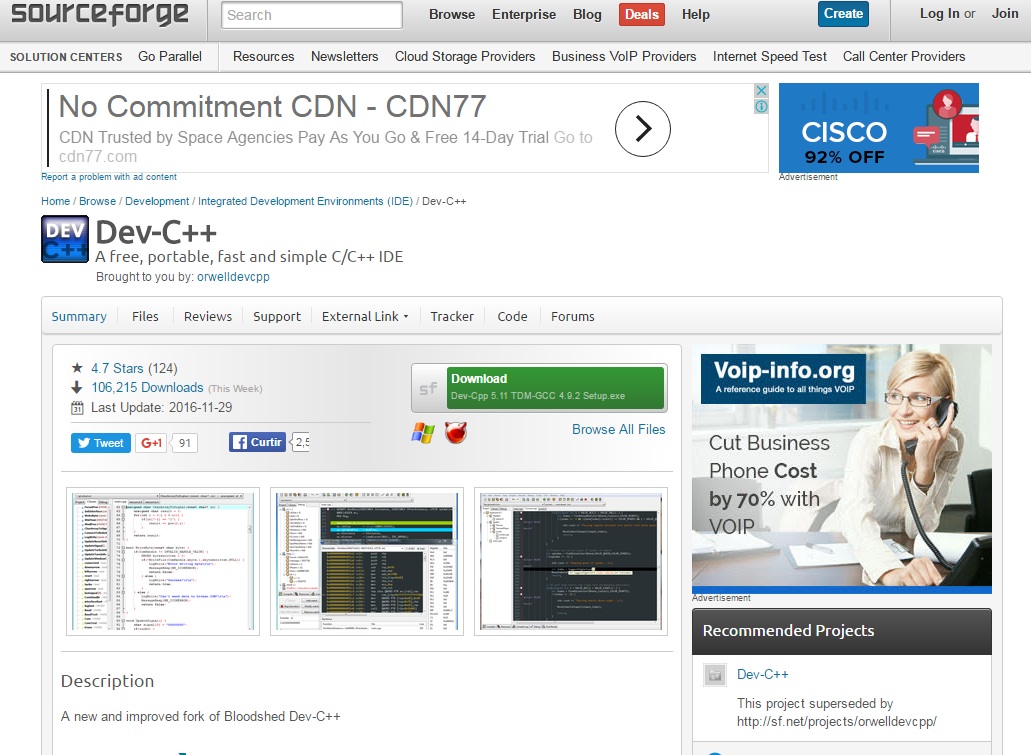 sourceforge
Search
Browse Enterprise Blog Deals Help
Create
Log In or Join
SOLUTION CENTERS Go Parallel Resources Newsletters Cloud Storage Providers Business VoIP Providers Internet Speed Test Call Center Providers
No Commitment CDN - CDN77
CDN Trusted by Space Agencies Pay As You Go & Free 14-Day Trial Go to
cdn77.com
Report a problem with ad content
CISCO
92% OFF
Advertisement
Home / Browse / Development / Integrated Development Environments (IDE) / Dev-C++
DEV
C++
Dev-C++
A free, portable, fast and simple C/C++ IDE
Brought to you by: orwelldevcpp
Summary Files Reviews Support External Link Tracker Code Forums
4.7 Stars (124)
106,215 Downloads (This Week)
31 Last Update: 2016-11-29
Tweet G+1 91 Curtir 2,5
sf
Download
Dev-Cpp 5.11 TDM-GCC 4.9.2 Setup.exe
Browse All Files
Description
A new and improved fork of Bloodshed Dev-C++
Voip-info.org
A reference guide to all things VOIP
Cut Business
Phone Cost
by 70% with
VOIP
Advertisement
Recommended Projects
Dev-C++
This project superseded by
http://sf.net/projects/orwelldevcpp/